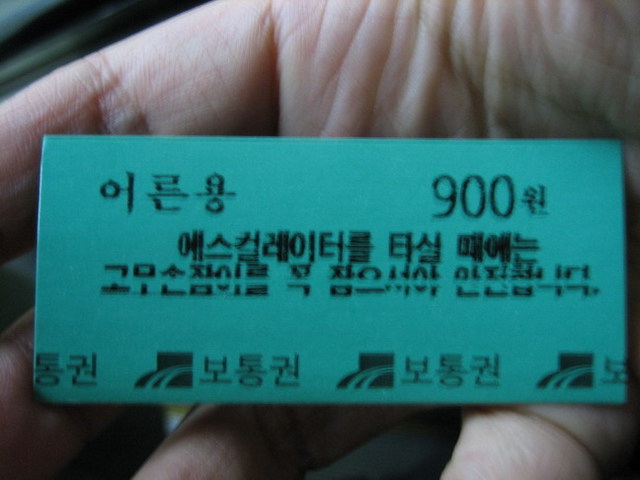 어른용 900원
에스컬레이터를 타실 때에는
고무손잡이를 꼭 잡으셔야 안전합니다.
통권 보통권 보통권 보